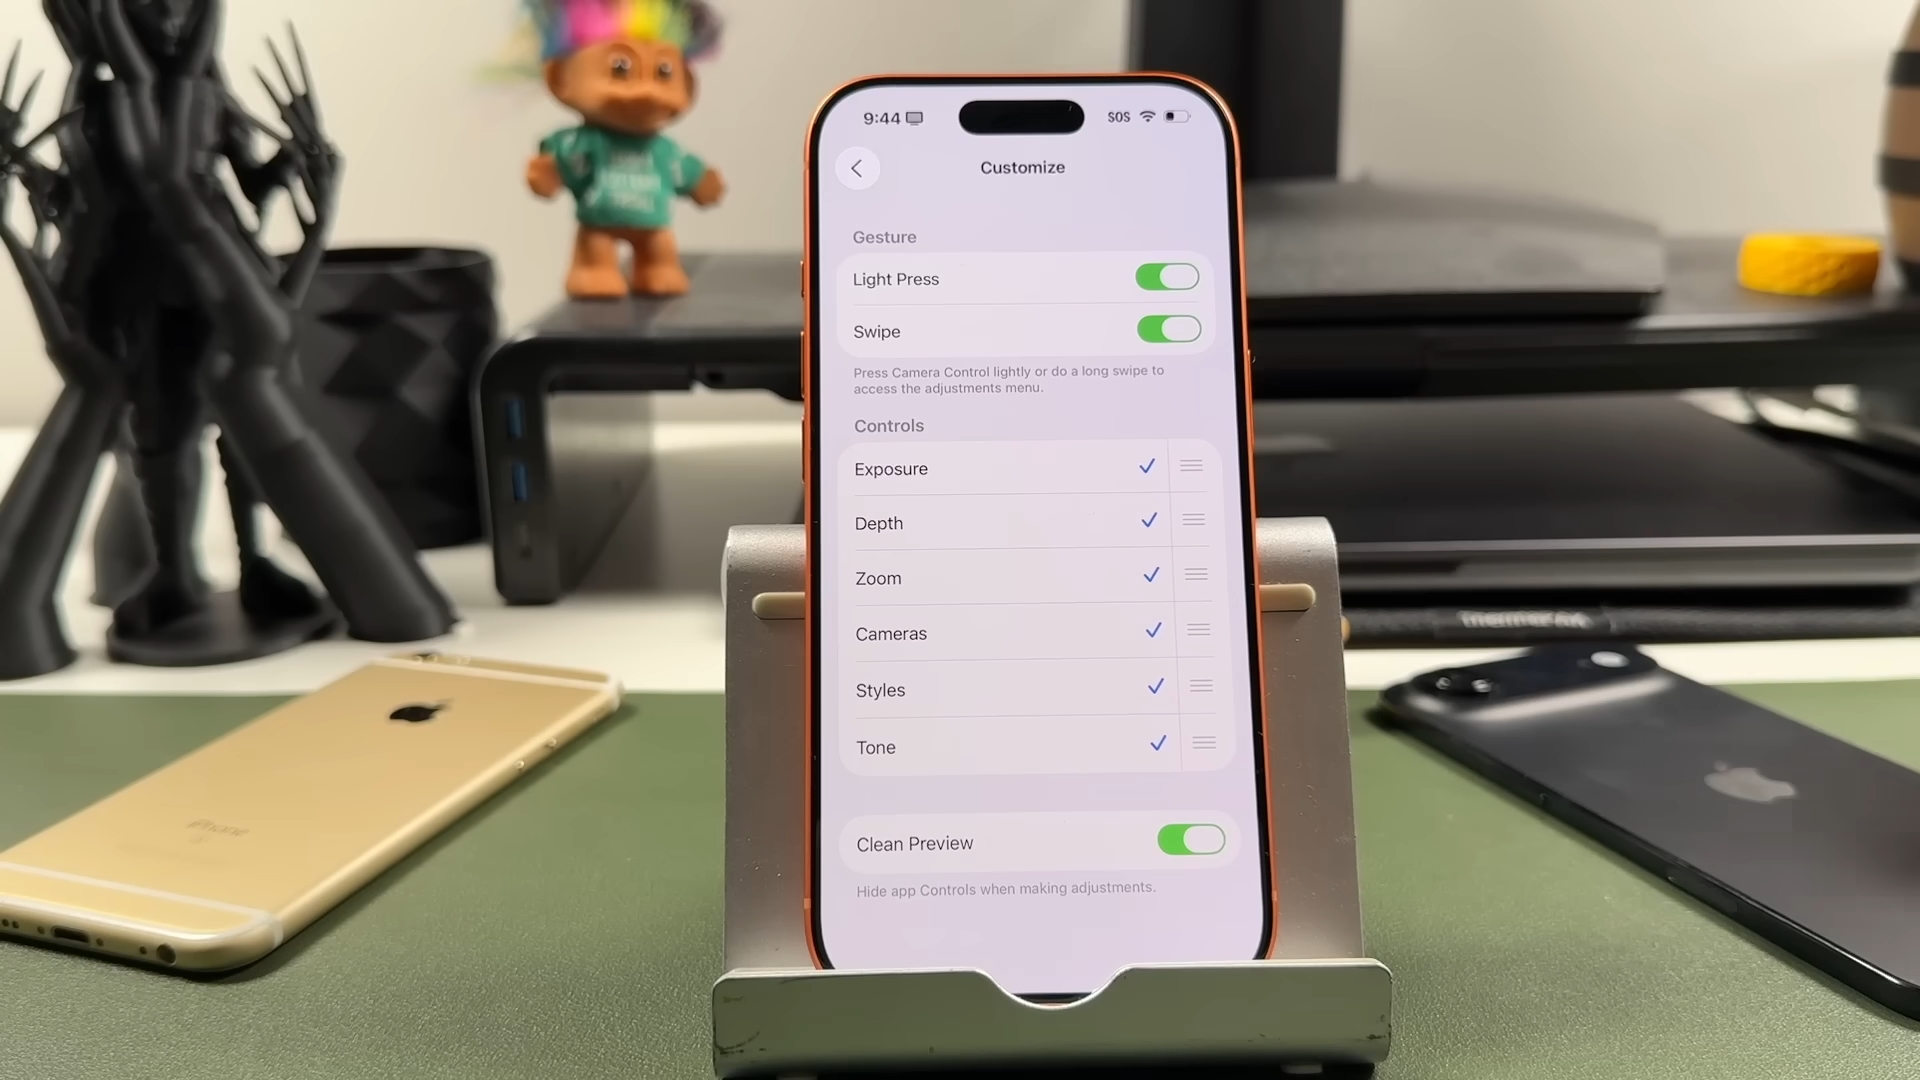 9:44
SOS
Customize
Gesture
Light Press
Swipe
Press Camera Control lightly or do a long swipe to
access the adjustments menu.
Controls
Exposure
Depth
Zoom
Cameras
Styles
Tone
Clean Preview
Hide app Controls when making adjustments.
iPhone